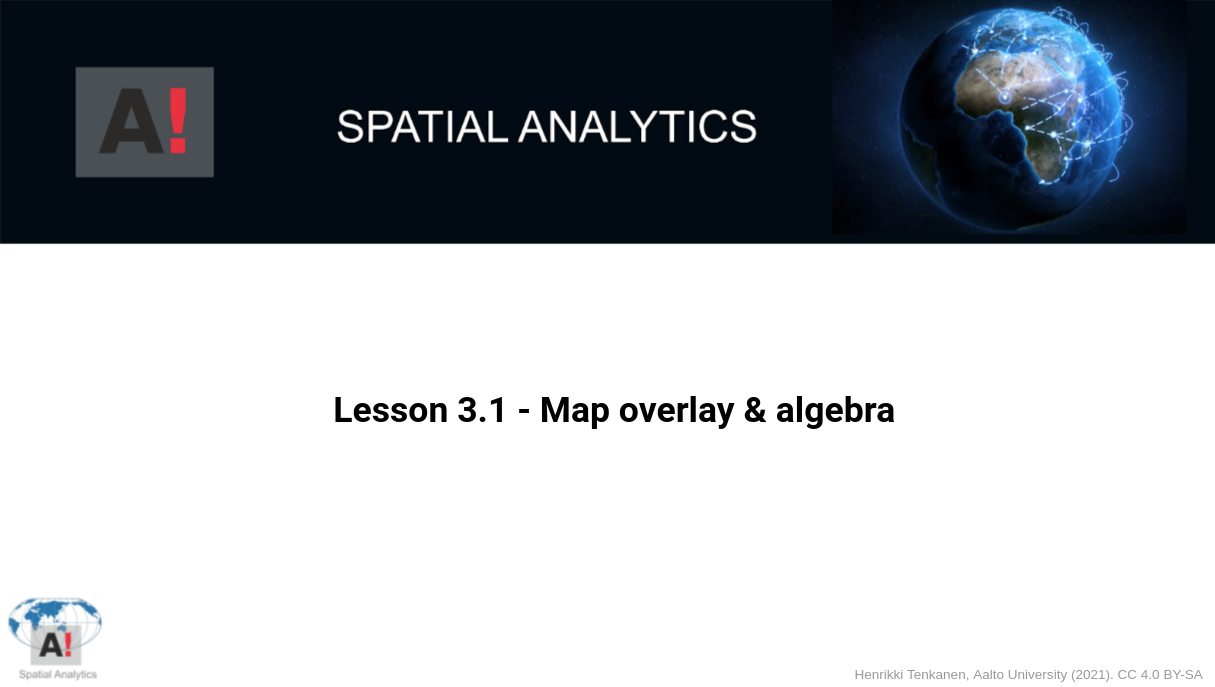 A!
SPATIAL ANALYTICS
Lesson 3.1 - Map overlay & algebra
A!
Spatial Analytics
Henrikki Tenkanen, Aalto University (2021). CC 4.0 BY-SA